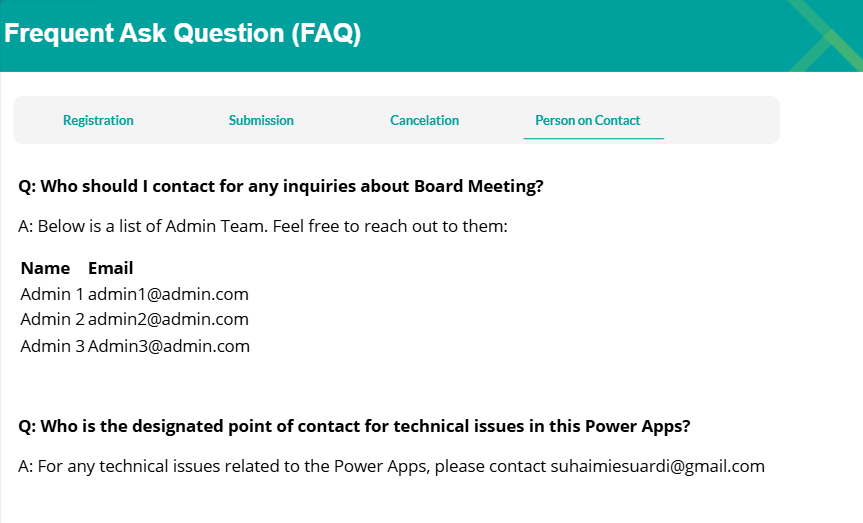 Frequent Ask Question (FAQ)
Registration Submission Cancelation Person on Contact
Q: Who should I contact for any inquiries about Board Meeting?
A: Below is a list of Admin Team. Feel free to reach out to them:
Name Email
Admin 1 admin1@admin.com
Admin 2 admin2@admin.com
Admin 3 Admin3@admin.com
Q: Who is the designated point of contact for technical issues in this Power Apps?
A: For any technical issues related to the Power Apps, please contact suhaimiesuardi@gmail.com